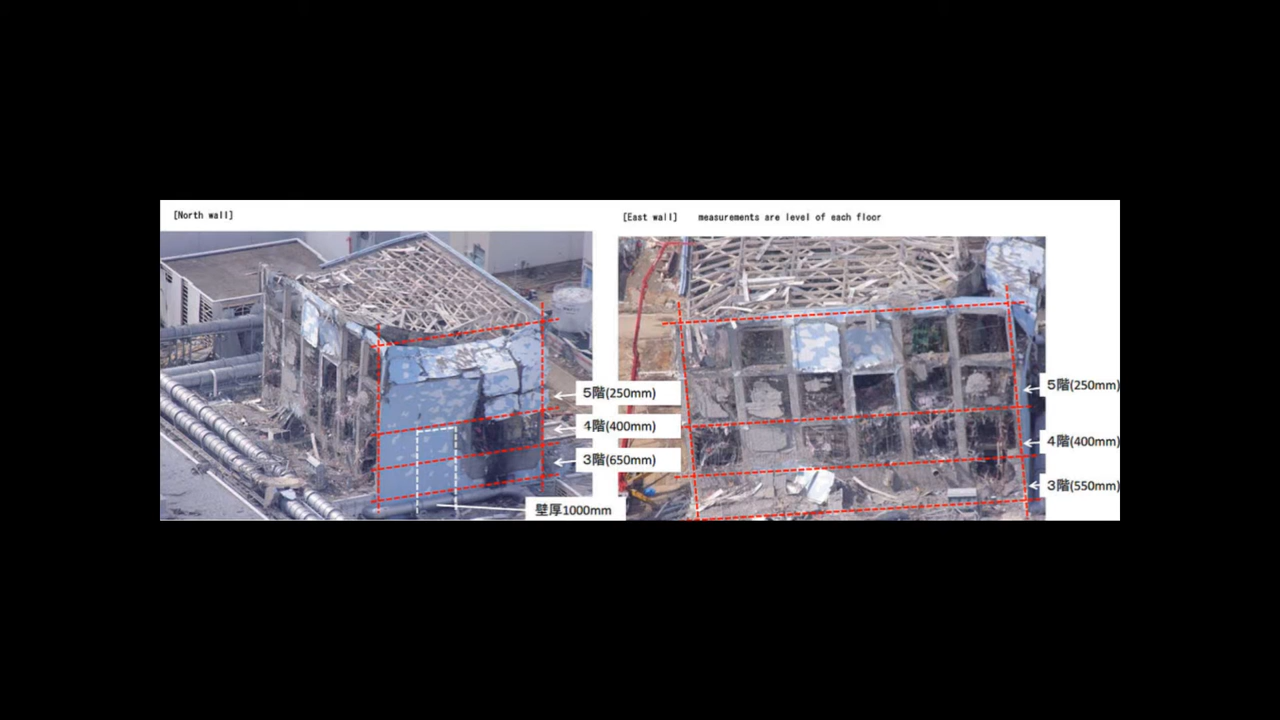 [North wall]
5階(250mm)
4階(400mm)
3階(650mm)
壁厚1000mm
[East wall] measurements are level of each floor
5階(250mm)
4階(400mm)
3階(550mm)